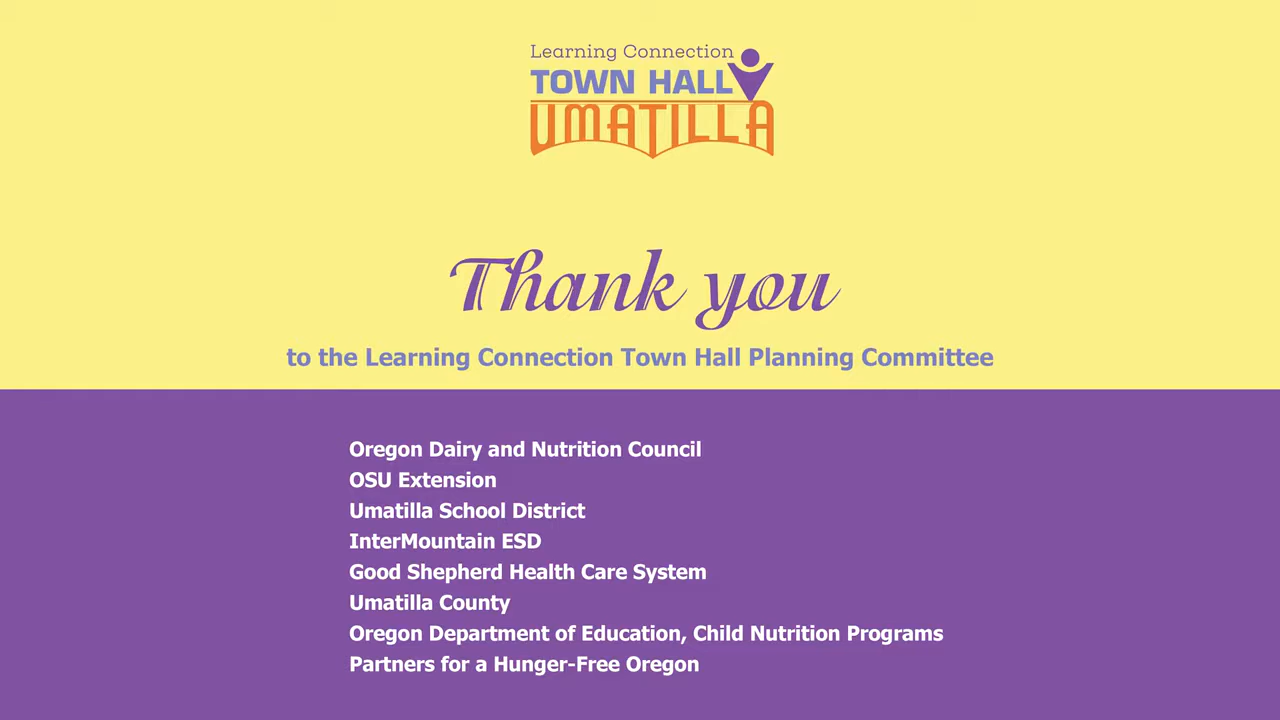 Learning Connection
TOWN HALL
UMATILLA
Thank you
to the Learning Connection Town Hall Planning Committee
Oregon Dairy and Nutrition Council
OSU Extension
Umatilla School District
InterMountain ESD
Good Shepherd Health Care System
Umatilla County
Oregon Department of Education, Child Nutrition Programs
Partners for a Hunger-Free Oregon